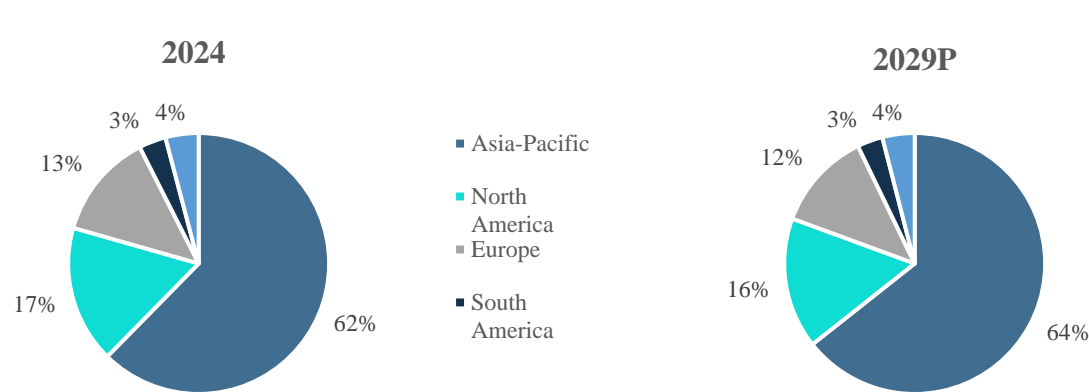 2024
3%
4%
13%
17%
62%
Asia-Pacific
North
America
Europe
South
America
2029P
3%
4%
12%
16%
64%